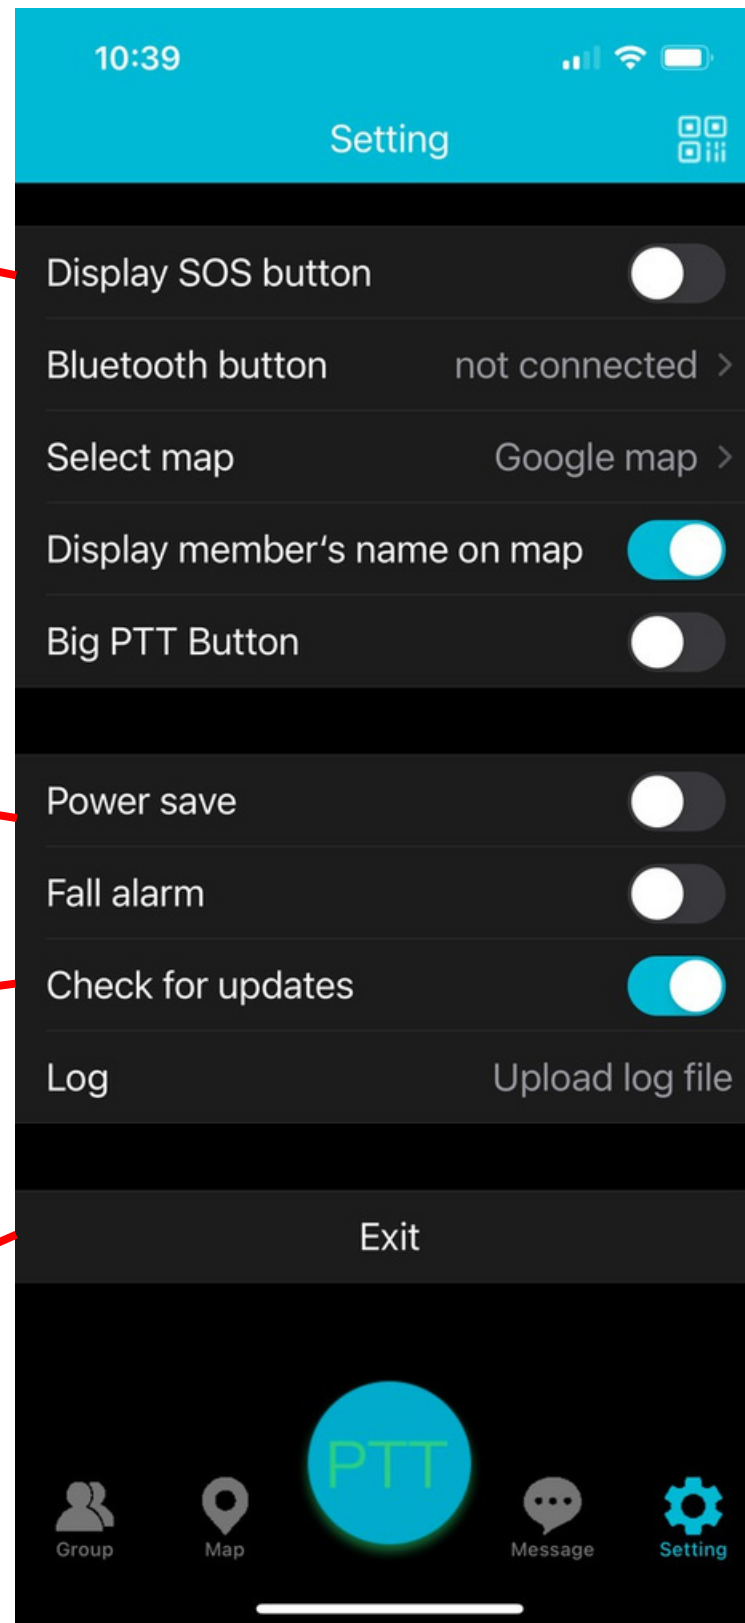 10:39
Setting
Display SOS button
Bluetooth button not connected >
Select map Google map >
Display member‘s name on map
Big PTT Button
Power save
Fall alarm
Check for updates
Log Upload log file
Exit
PTT
Group Map Message Setting